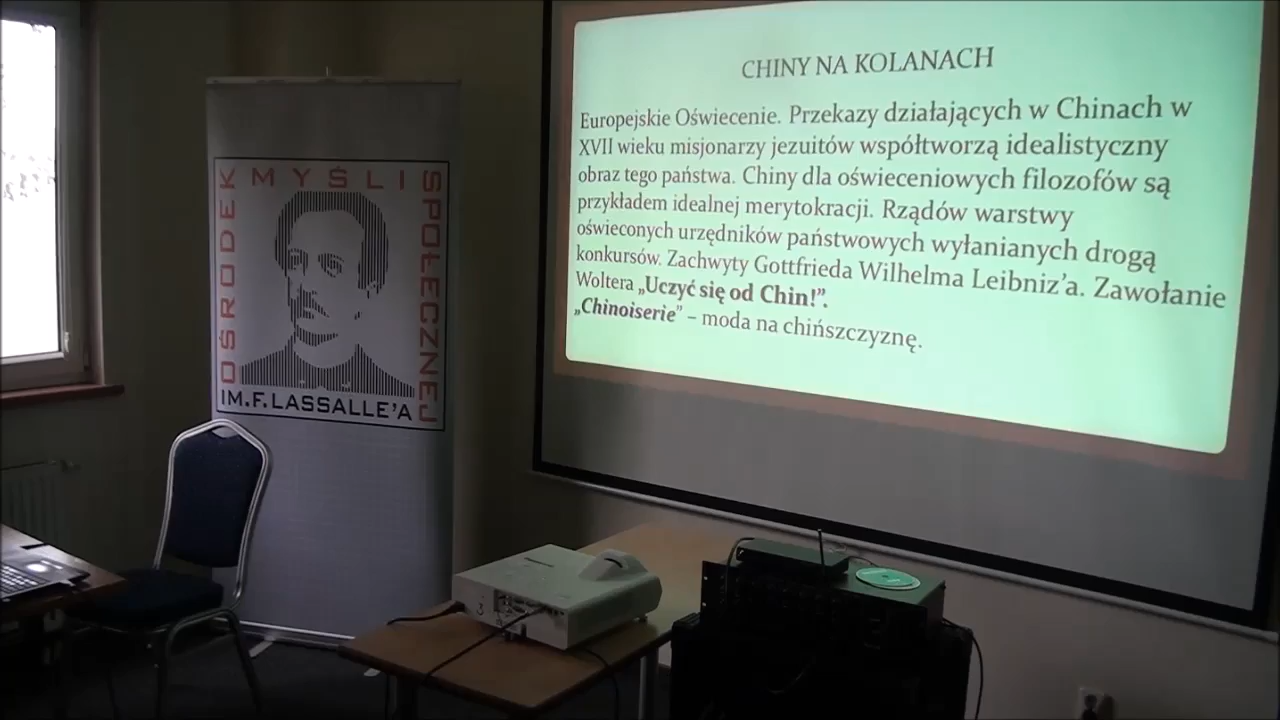 OŚRODEK MYŚLI SPOŁECZNEJ
IM.F.LASSALLE'A
CHINY NA KOLANACH
Europejskie Oświecenie. Przekazy działających w Chinach w
XVII wieku misjonarzy jezuitów współtworzą idealistyczny
obraz tego państwa. Chiny dla oświeceniowych filozofów są
przykładem idealnej merytokracji. Rządów warstwy
oświeconych urzędników państwowych wyłanianych drogą
konkursów. Zachwyty Gottfrieda Wilhelma Leibniz'a. Zawołanie
Woltera „Uczyć się od Chin!”.
„Chinoiserie” – moda na chińszczyznę.